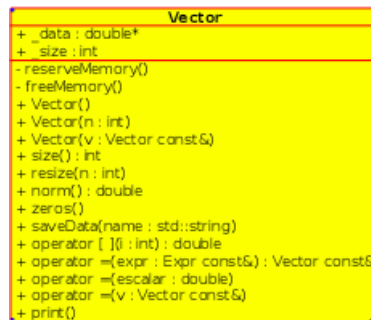 Vector
+ _data : double*
+ _size : int
- reserveMemory()
- freeMemory()
+ Vector()
+ Vector(n : int)
+ Vector(v : Vector const&)
+ size() : int
+ resize(n : int)
+ norm() : double
+ zeros()
+ saveData(name : std::string)
+ operator [ ](i : int) : double
+ operator =(expr : Expr const&) : Vector const&
+ operator =(escalar : double)
+ operator =(v : Vector const&)
+ print()